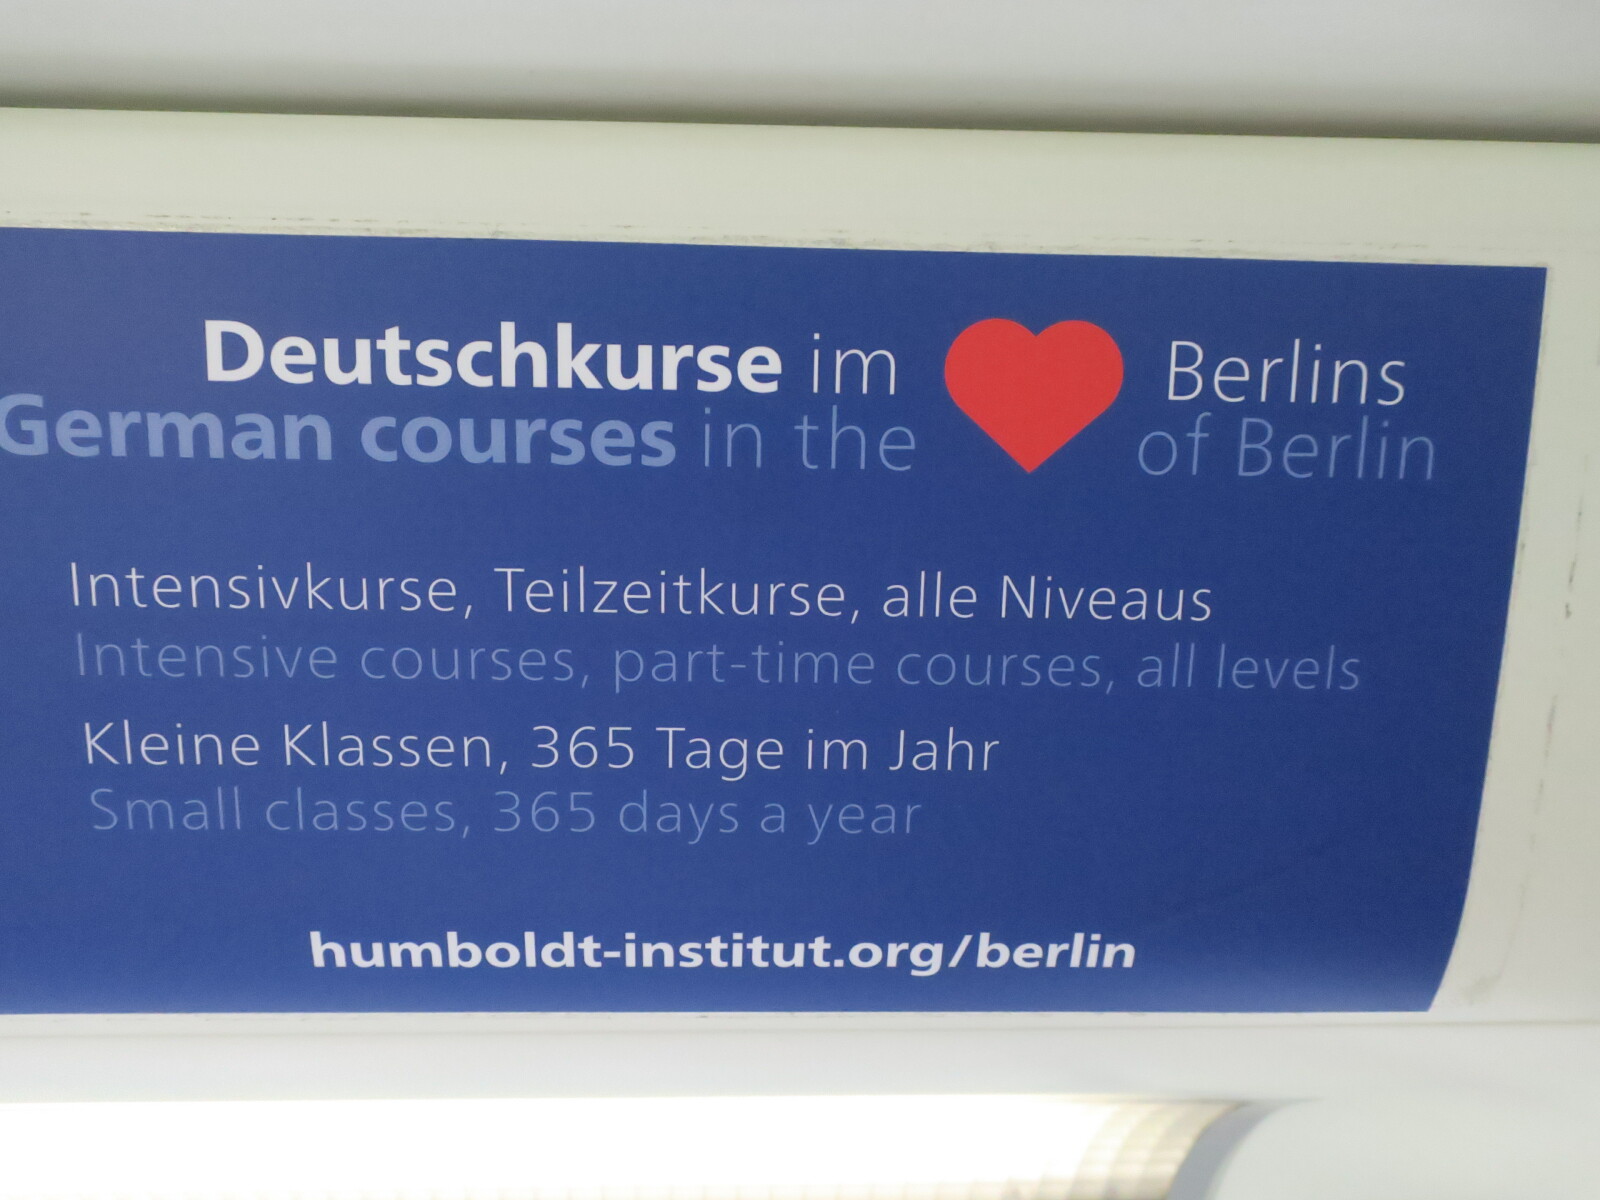 Deutschkurse im ❤ Berlins
German courses in the of Berlin
Intensivkurse, Teilzeitkurse, alle Niveaus
Intensive courses, part-time courses, all levels
Kleine Klassen, 365 Tage im Jahr
Small classes, 365 days a year
humboldt-institut.org/berlin